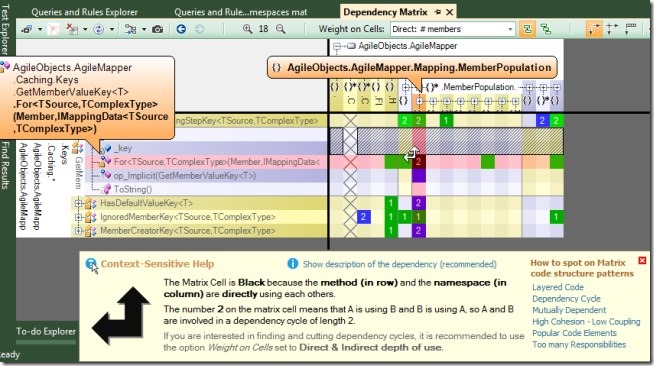 Queries and Rules Explorer
Queries and Rule...mespaces mat
Dependency Matrix
Test Explorer
18
Weight on Cells:
Direct: # members
AgileObjects.AgileMapper
AgileObjects.AgileMapper
.Caching.Keys
.GetMemberValueKey<T>
.For<TSource,TComplexType>
(Member,IMappingData<TSource
,TComplexType>)
{} AgileObjects.AgileMapper.Mapping.MemberPopulation
.MemberPopulation.
ngStepKey<TSource,TComplexType>
2 2 1 2 2
_key
For<TSource,TComplexType>(Member,IMappingData<
2
op_Implicit(GetMemberValueKey<T>)
ToString()
HasDefaultValueKey<T>
IgnoredMemberKey<TSource,TComplexType>
2 1 1 1 2
MemberCreatorKey<TSource,TComplexType>
2
Find Results
AgileObjects.AgileMapp
AgileObjects.AgileMapp
.Caching.*
.Keys
GetMem
Context-Sensitive Help
Show description of the dependency (recommended)
The Matrix Cell is Black because the method (in row) and the namespace (in
column) are directly using each others.
The number 2 on the matrix cell means that A is using B and B is using A, so A and B
are involved in a dependency cycle of length 2.
If you are interested in finding and cutting dependency cycles, it is recommended to use
the option Weight on Cells set to Direct & Indirect depth of use.
How to spot on Matrix
code structure patterns
Layered Code
Dependency Cycle
Mutually Dependent
High Cohesion - Low Coupling
Popular Code Elements
Too many Responsibilities
To-do Explorer
Ready